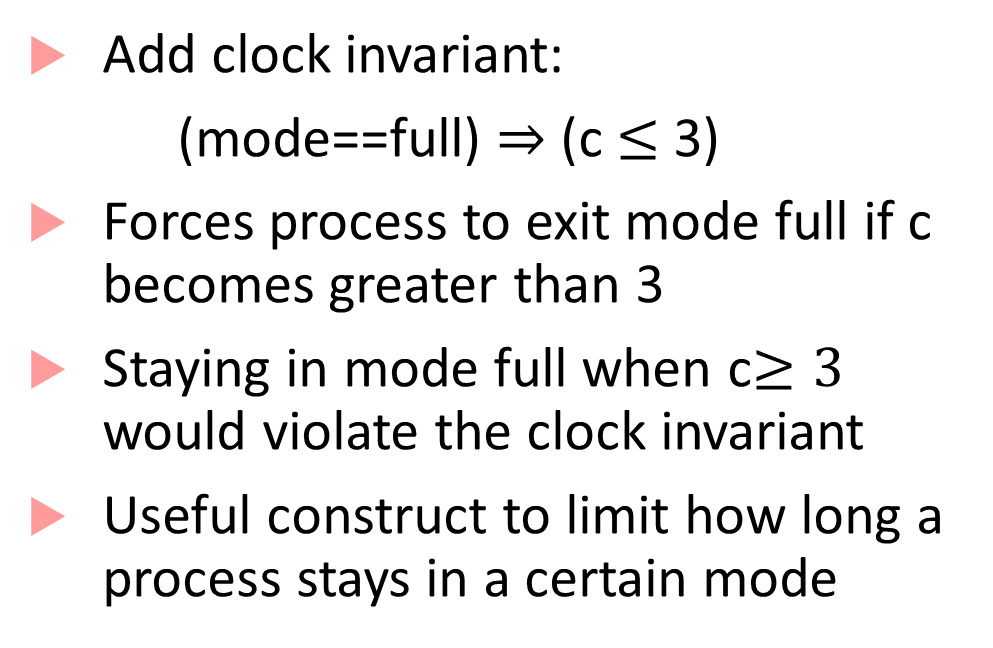 Add clock invariant:
(mode==full) ⇒ (c ≤ 3)
Forces process to exit mode full if c
becomes greater than 3
Staying in mode full when c≥ 3
would violate the clock invariant
Useful construct to limit how long a
process stays in a certain mode